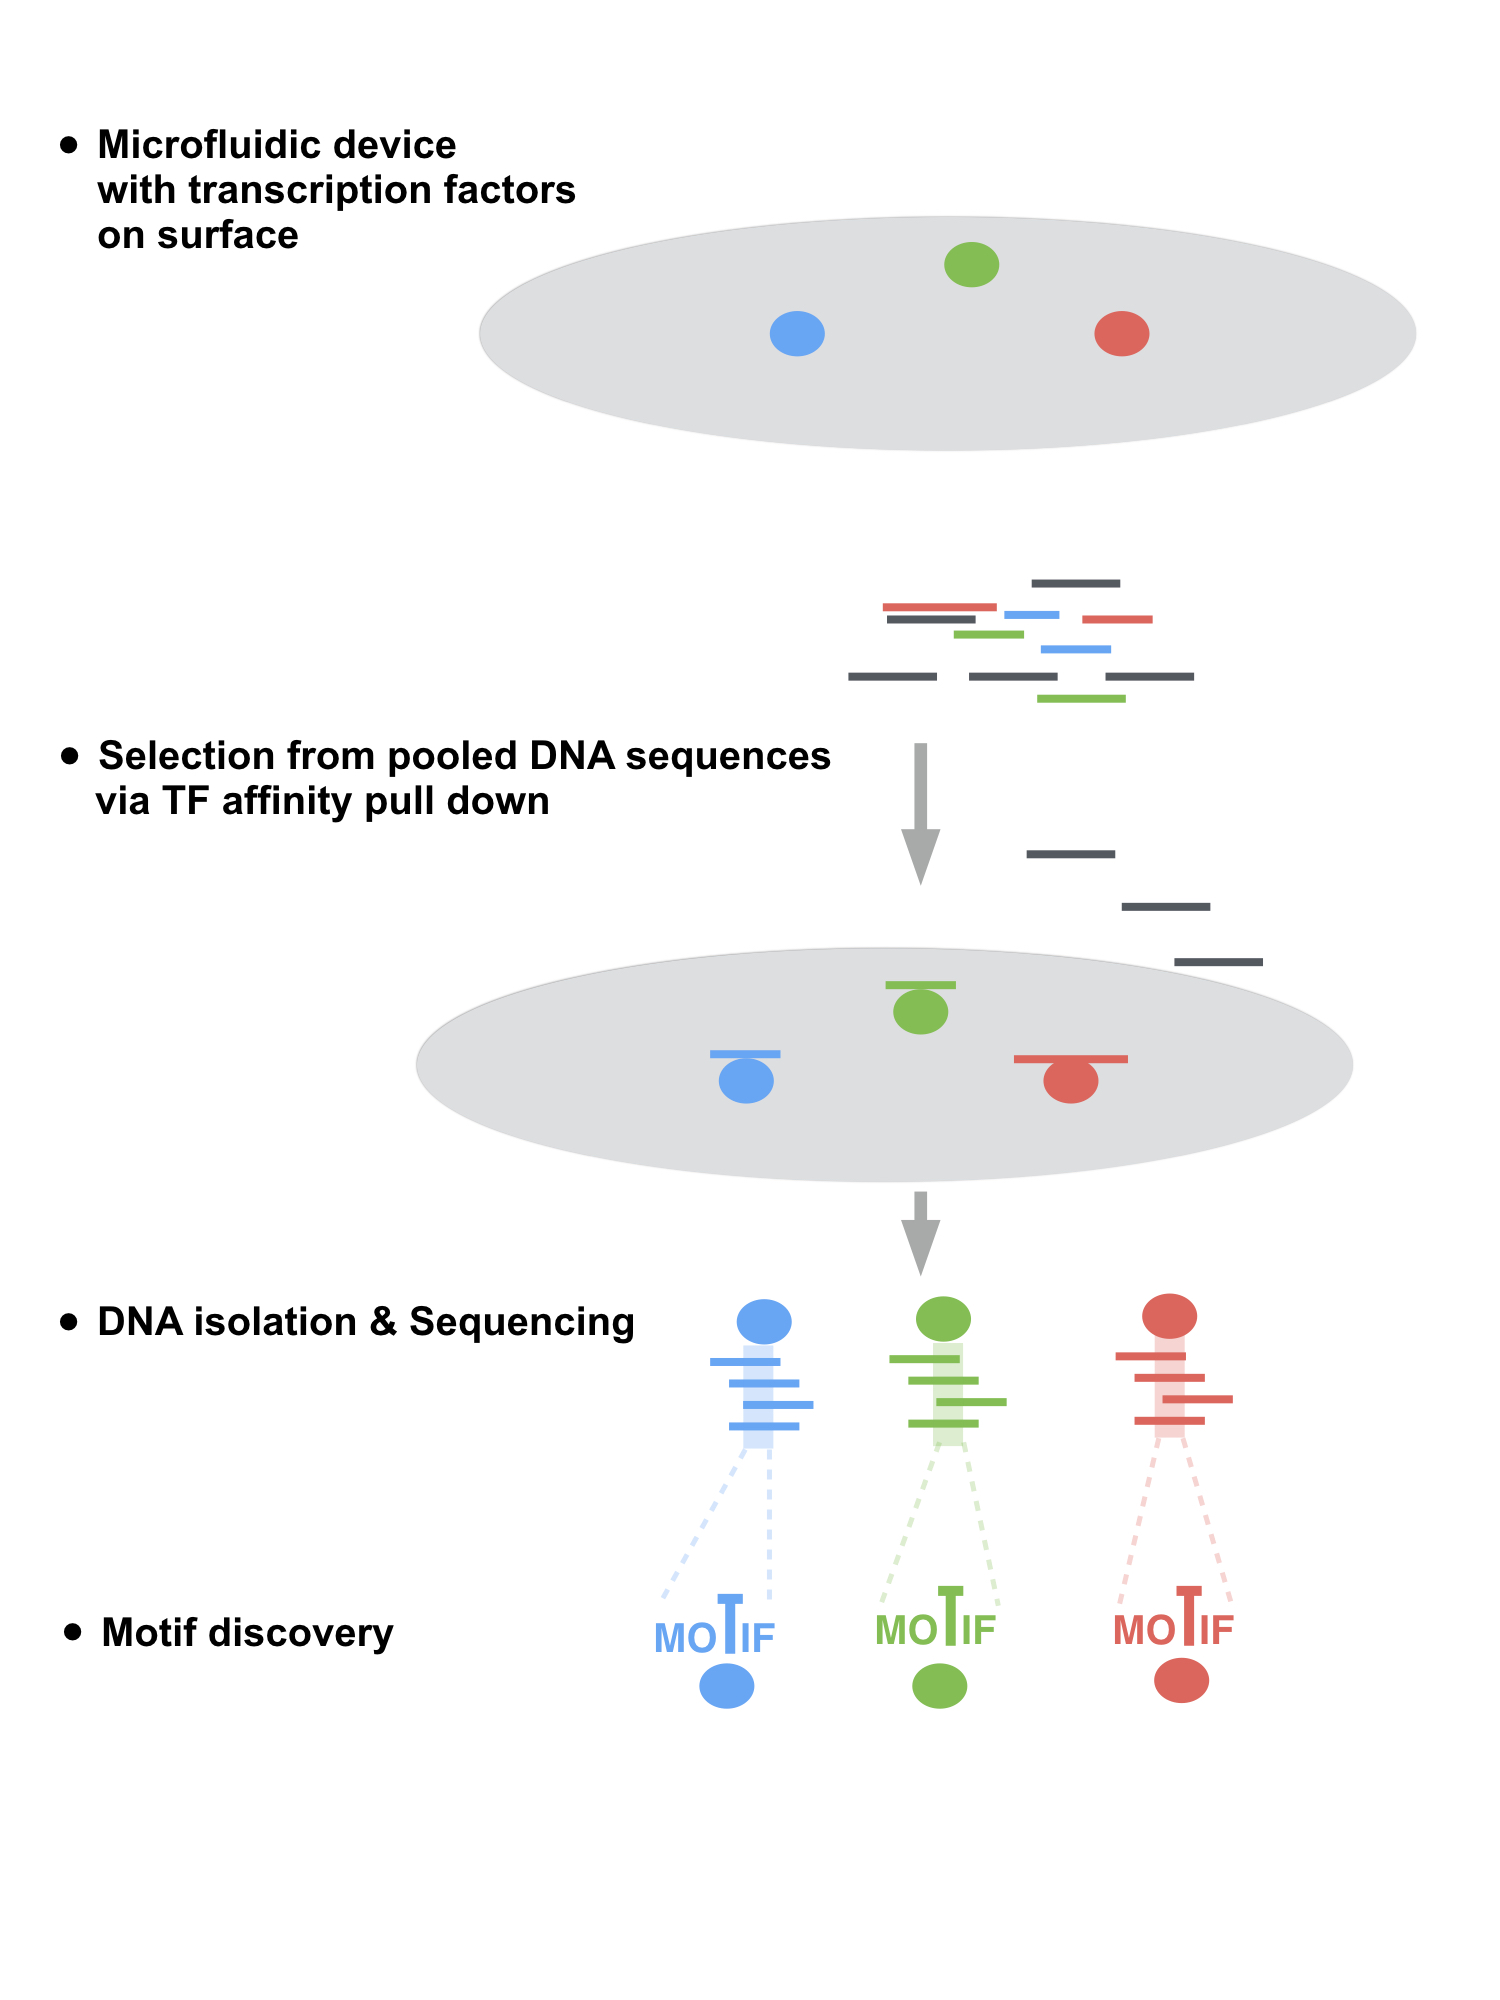 • Microfluidic device
with transcription factors
on surface
• Selection from pooled DNA sequences
via TF affinity pull down
• DNA isolation & Sequencing
• Motif discovery
MOTIF
MOTIF
MOTIF